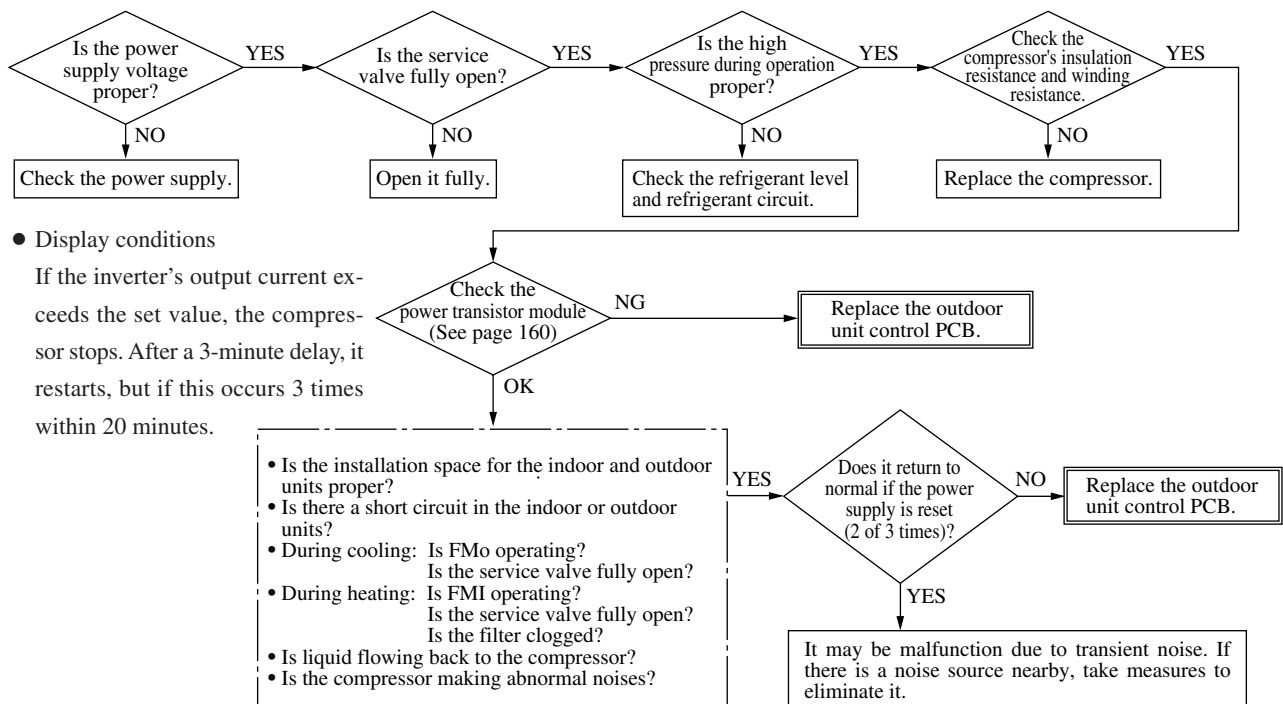 Is the power
supply voltage
proper?
YES
NO
Check the power supply.
Is the service
valve fully open?
YES
NO
Open it fully.
Is the high
pressure during operation
proper?
YES
NO
Check the refrigerant level
and refrigerant circuit.
Check the
compressor's insulation
resistance and winding
resistance.
YES
NO
Replace the compressor.
● Display conditions
If the inverter’s output current ex-
ceeds the set value, the compres-
sor stops. After a 3-minute delay, it
restarts, but if this occurs 3 times
within 20 minutes.
Check the
power transistor module
(See page 160)
NG
Replace the outdoor
unit control PCB.
OK
• Is the installation space for the indoor and outdoor
units proper?
• Is there a short circuit in the indoor or outdoor
units?
• During cooling: Is FMo operating?
Is the service valve fully open?
• During heating: Is FMI operating?
Is the service valve fully open?
Is the filter clogged?
• Is liquid flowing back to the compressor?
• Is the compressor making abnormal noises?
YES
Does it return to
normal if the power
supply is reset
(2 of 3 times)?
NO
Replace the outdoor
unit control PCB.
YES
It may be malfunction due to transient noise. If
there is a noise source nearby, take measures to
eliminate it.